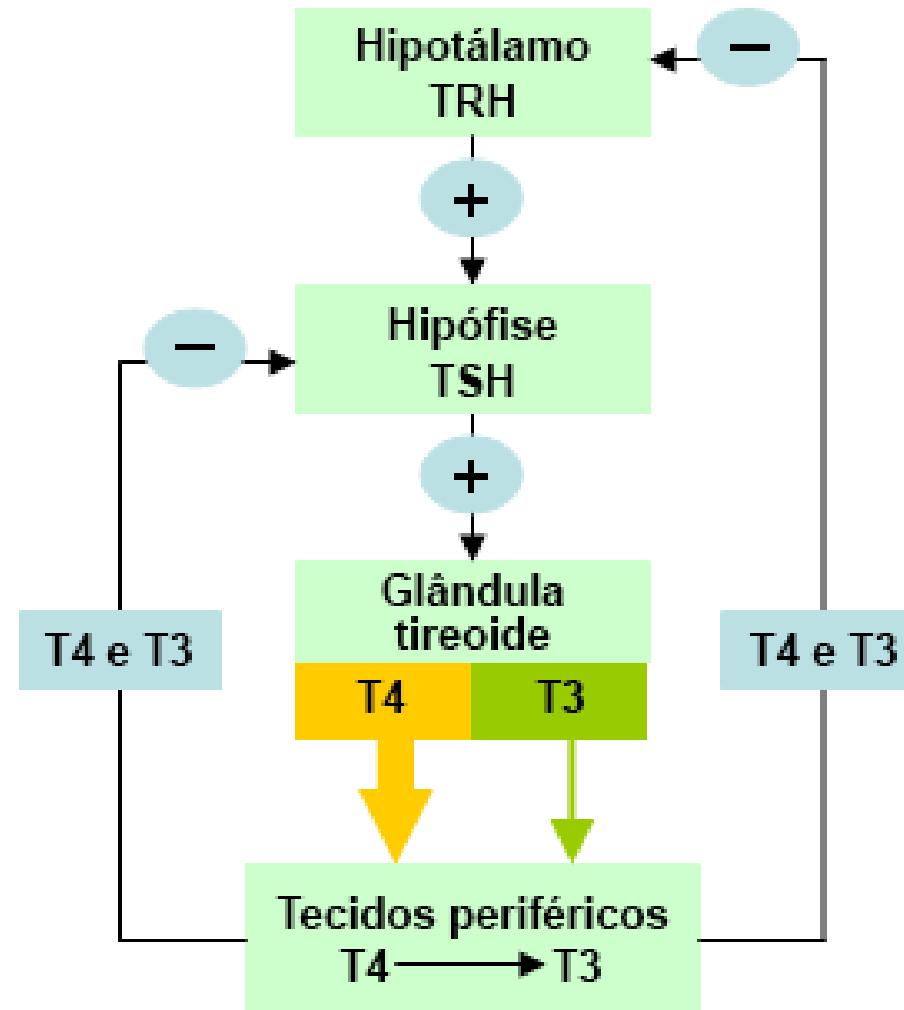 Hipotálamo
TRH
−
+
Hipófise
TSH
−
+
Glândula
tireoide
T4 e T3
T4 e T3
T4
T3
Tecidos periféricos
T4 T3